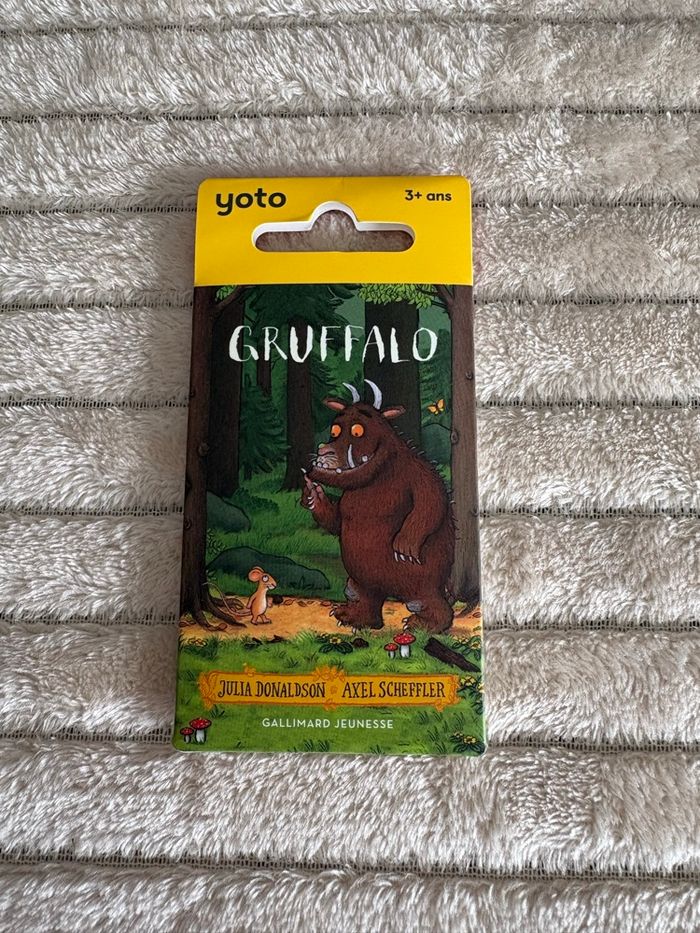 yoto
3+ ans
GRUFFALO
JULIA DONALDSON AXEL SCHEFFLER
GALLIMARD JEUNESSE